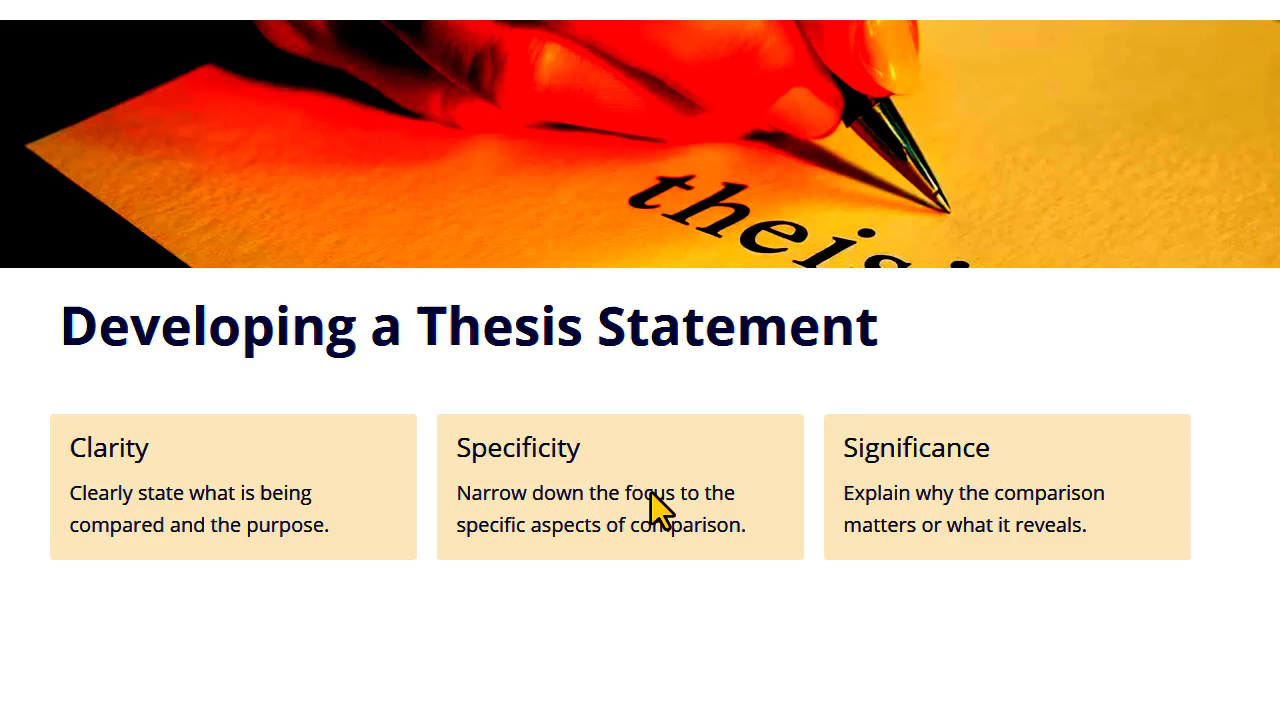 theisi
Developing a Thesis Statement
Clarity
Clearly state what is being
compared and the purpose.
Specificity
Narrow down the focus to the
specific aspects of comparison.
Significance
Explain why the comparison
matters or what it reveals.